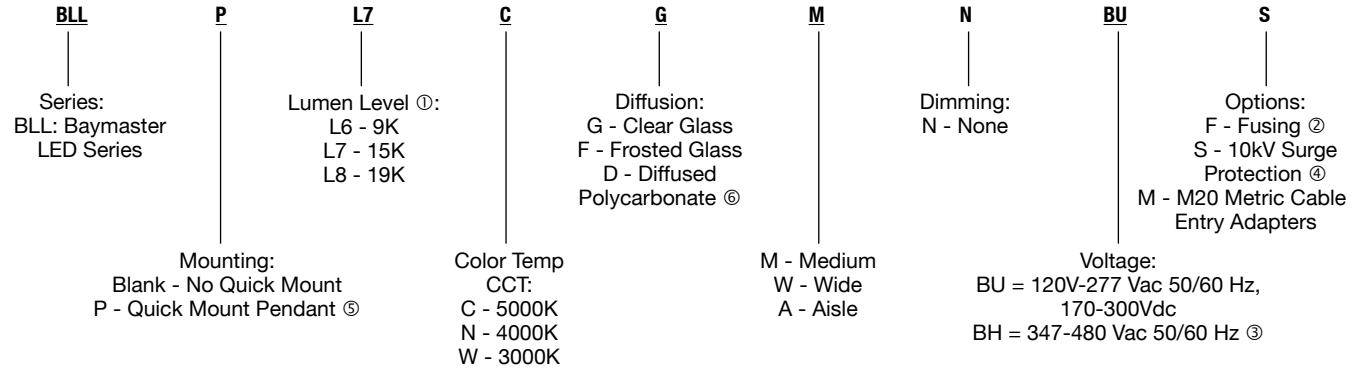 BLL P L7 C G M N BU S
Series:
BLL: Baymaster
LED Series
Lumen Level ①:
L6 - 9K
L7 - 15K
L8 - 19K
Diffusion:
G - Clear Glass
F - Frosted Glass
D - Diffused
Polycarbonate ⑥
Dimming:
N - None
Options:
F - Fusing ②
S - 10kV Surge
Protection ④
M - M20 Metric Cable
Entry Adapters
Mounting:
Blank - No Quick Mount
P - Quick Mount Pendant ⑤
Color Temp
CCT:
C - 5000K
N - 4000K
W - 3000K
M - Medium
W - Wide
A - Aisle
Voltage:
BU = 120V-277 Vac 50/60 Hz,
170-300Vdc
BH = 347-480 Vac 50/60 Hz ③